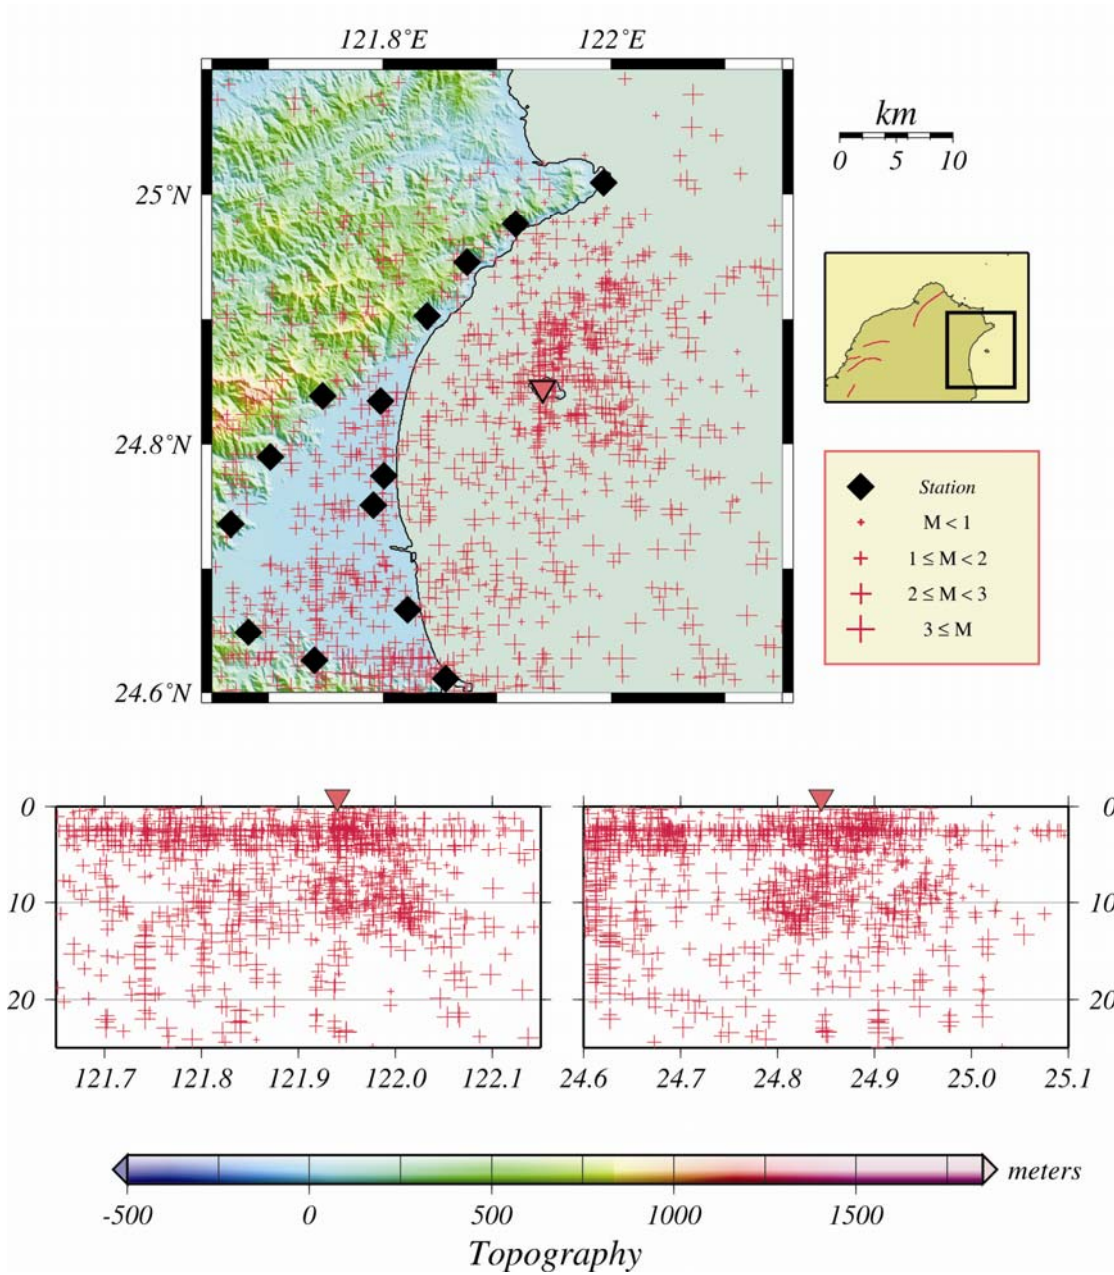 121.8°E 122°E
km
0 5 10
25°N
24.8°N
24.6°N
Station
M < 1
1 ≤ M < 2
2 ≤ M < 3
3 ≤ M
0 0
10 10
20 20
121.7 121.8 121.9 122.0 122.1 24.6 24.7 24.8 24.9 25.0 25.1
meters
-500 0 500 1000 1500
Topography